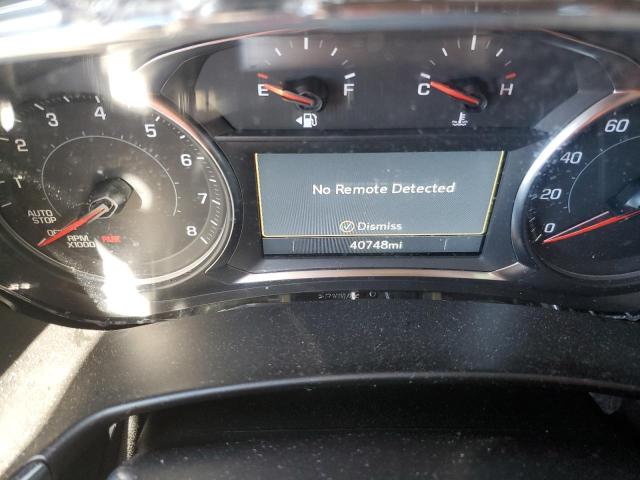 E F
C H
1 2 3 4 5 6 7 8
AUTO
STOP
RPM
X1000
PARK
No Remote Detected
Dismiss
40748mi
0 20 40 60